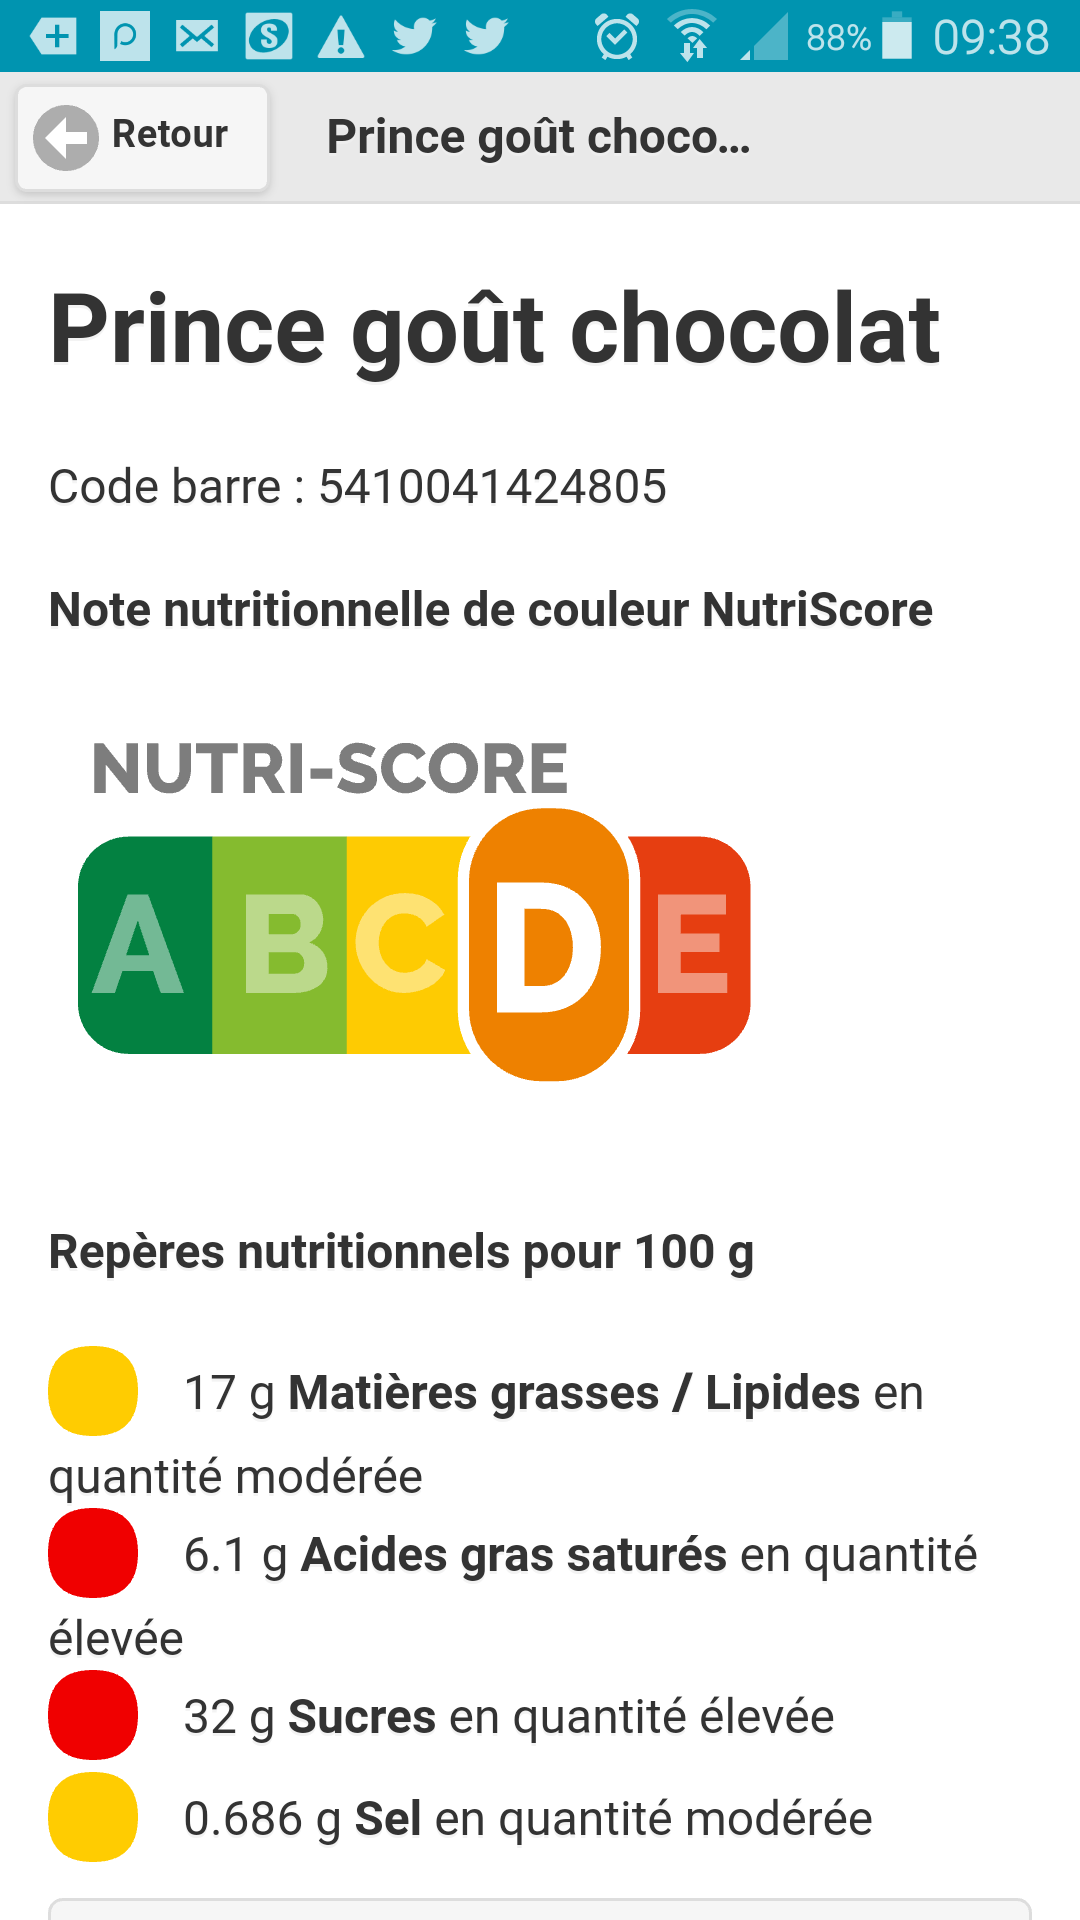 88% 09:38
Retour
Prince goût choco...
Prince goût chocolat
Code barre : 5410041424805
Note nutritionnelle de couleur NutriScore
NUTRI-SCORE
A B C D E
Repères nutritionnels pour 100 g
17 g Matières grasses / Lipides en
quantité modérée
6.1 g Acides gras saturés en quantité
élevée
32 g Sucres en quantité élevée
0.686 g Sel en quantité modérée